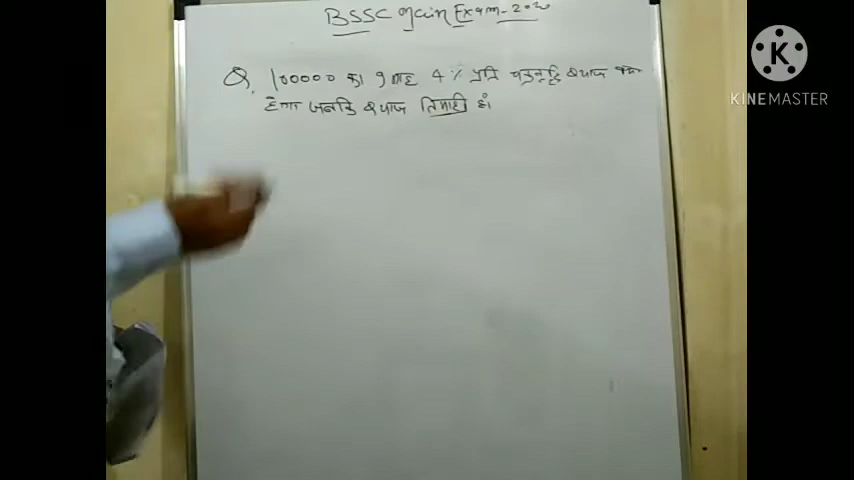 BSSC Main Exam-2020
Q. 100000 का 9 माह 4% प्रति चक्रवृद्धि ब्याज
होगा जबकि ब्याज तिमाही हो।
KINEMASTER